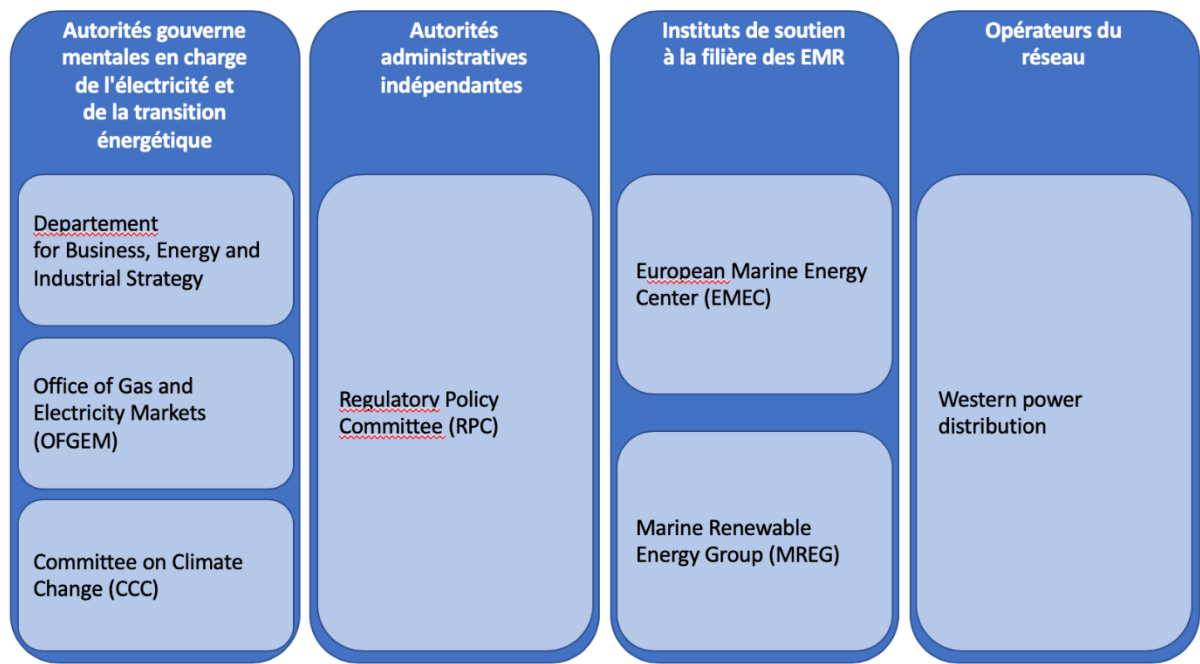 Autorités gouverne
mentales en charge
de l'électricité et
de la transition
énergétique
Departement
for Business, Energy and
Industrial Strategy
Office of Gas and
Electricity Markets
(OFGEM)
Committee on Climate
Change (CCC)
Autorités
administratives
indépendantes
Regulatory Policy
Committee (RPC)
Instituts de soutien
à la filière des EMR
European Marine Energy
Center (EMEC)
Marine Renewable
Energy Group (MREG)
Opérateurs du
réseau
Western power
distribution